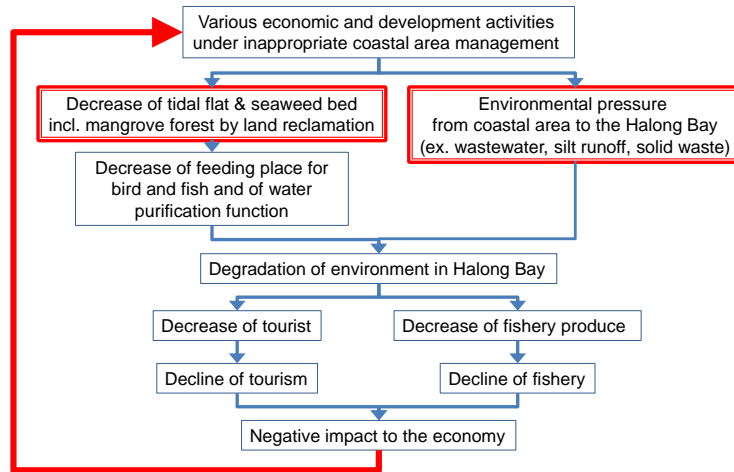 Various economic and development activities
under inappropriate coastal area management
Decrease of tidal flat & seaweed bed
incl. mangrove forest by land reclamation
Environmental pressure
from coastal area to the Halong Bay
(ex. wastewater, silt runoff, solid waste)
Decrease of feeding place for
bird and fish and of water
purification function
Degradation of environment in Halong Bay
Decrease of tourist
Decrease of fishery produce
Decline of tourism
Decline of fishery
Negative impact to the economy